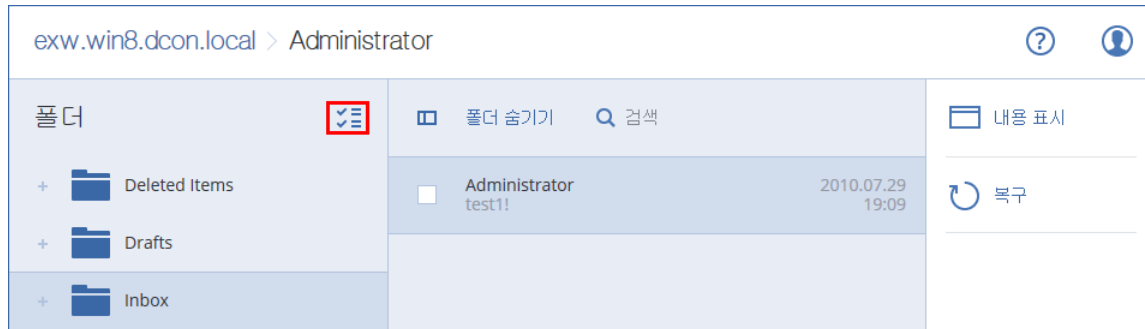 exw.win8.dcon.local > Administrator
폴더
폴더 숨기기
검색
내용 표시
Deleted Items
Administrator
2010.07.29
test1!
19:09
복구
Drafts
Inbox